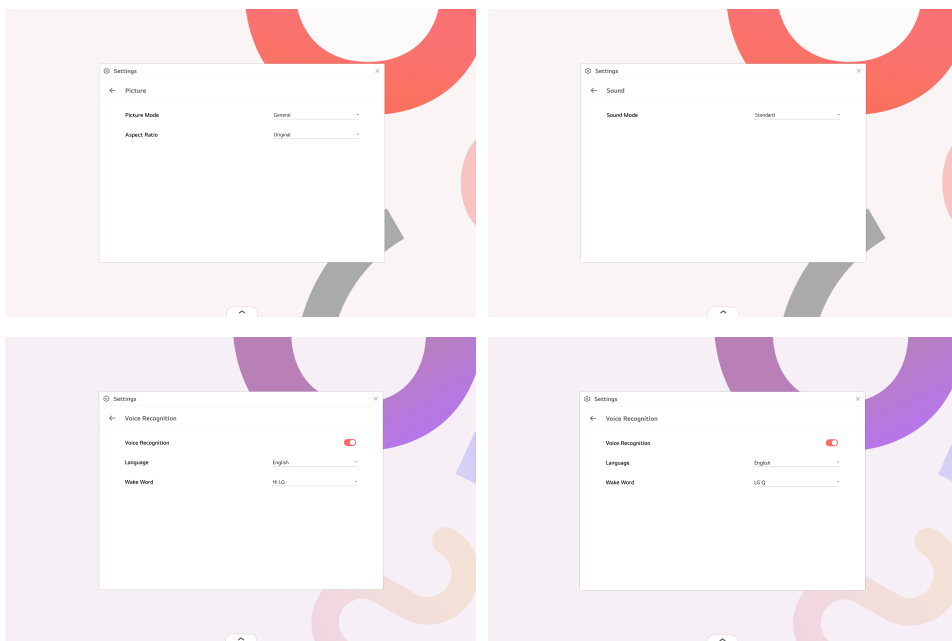 Settings
Picture
Picture Mode General
Aspect Ratio Original
Settings
Sound
Sound Mode Standard
Settings
Voice Recognition
Voice Recognition
Language English
Wake Word Hi LG
Settings
Voice Recognition
Voice Recognition
Language English
Wake Word LG Q